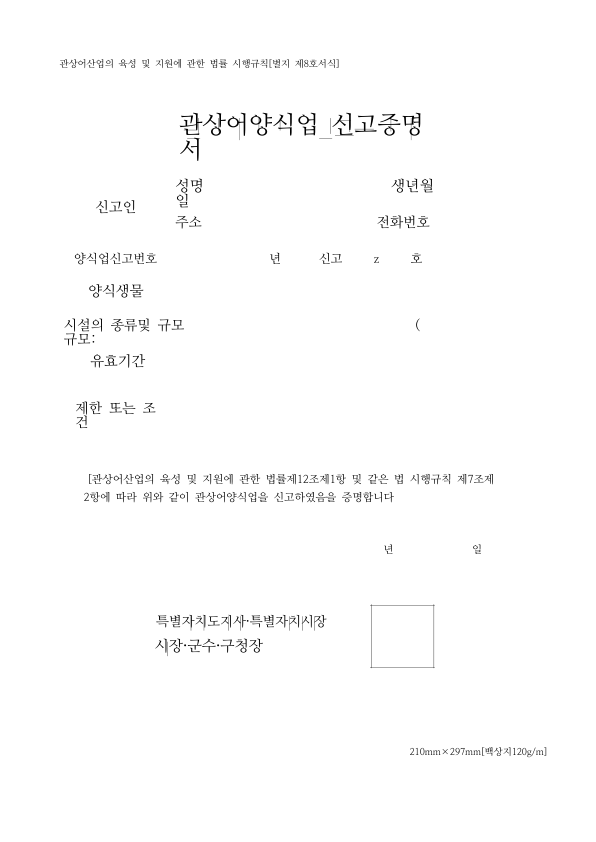 관상어산업의 육성 및 지원에 관한 법률 시행규칙[별지 제8호서식]
관상어양식업 신고증명
서
성명 생년월
일
신고인
주소 전화번호
양식업신고번호 년 신고 z 호
양식생물
시설의 종류및 규모 (
규모:
유효기간
제한 또는 조
건
[관상어산업의 육성 및 지원에 관한 법률제12조제1항 및 같은 법 시행규칙 제7조제
2항에 따라 위와 같이 관상어양식업을 신고하였음을 증명합니다
년 일
특별자치도지사·특별자치시장
시장·군수·구청장
210mm×297mm[백상지120g/m]